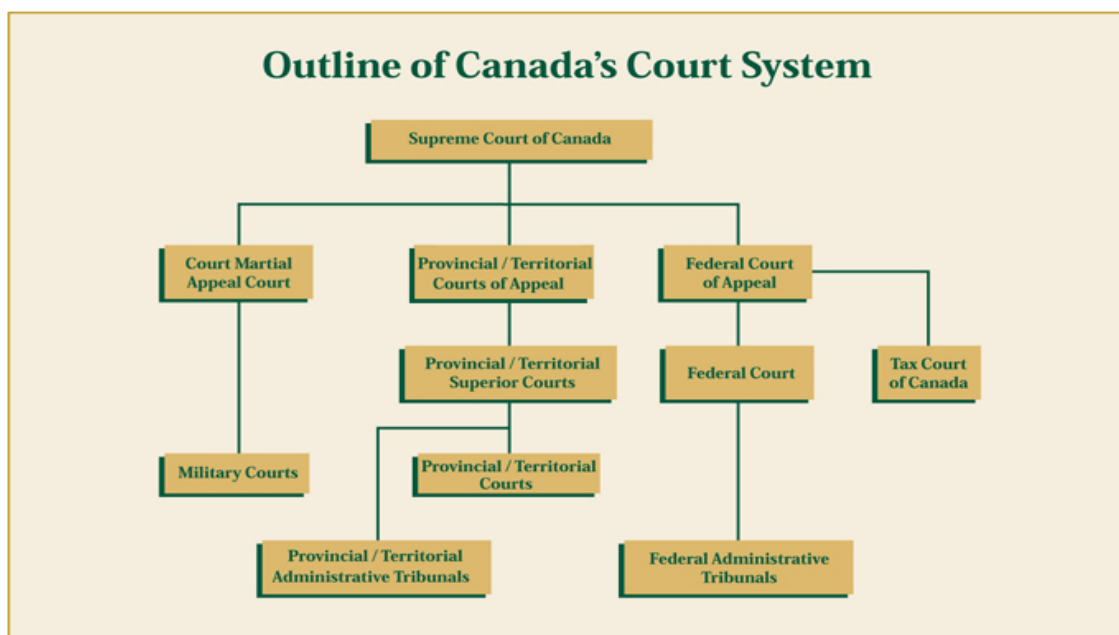 Outline of Canada's Court System
Supreme Court of Canada
Court Martial
Appeal Court
Provincial / Territorial
Courts of Appeal
Federal Court
of Appeal
Provincial / Territorial
Superior Courts
Federal Court
Tax Court
of Canada
Military Courts
Provincial / Territorial
Courts
Provincial / Territorial
Administrative Tribunals
Federal Administrative
Tribunals